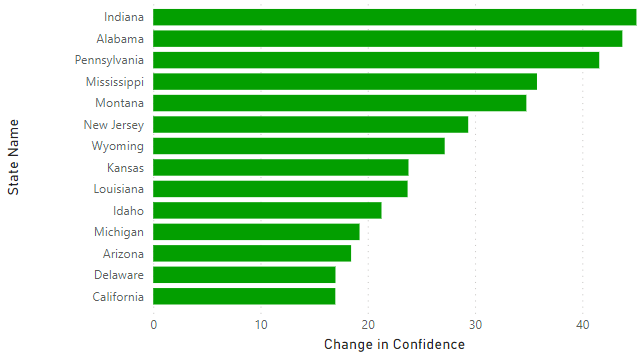 Indiana
Alabama
Pennsylvania
Mississippi
Montana
New Jersey
Wyoming
Kansas
Louisiana
Idaho
Michigan
Arizona
Delaware
California
State Name
0 10 20 30 40
Change in Confidence